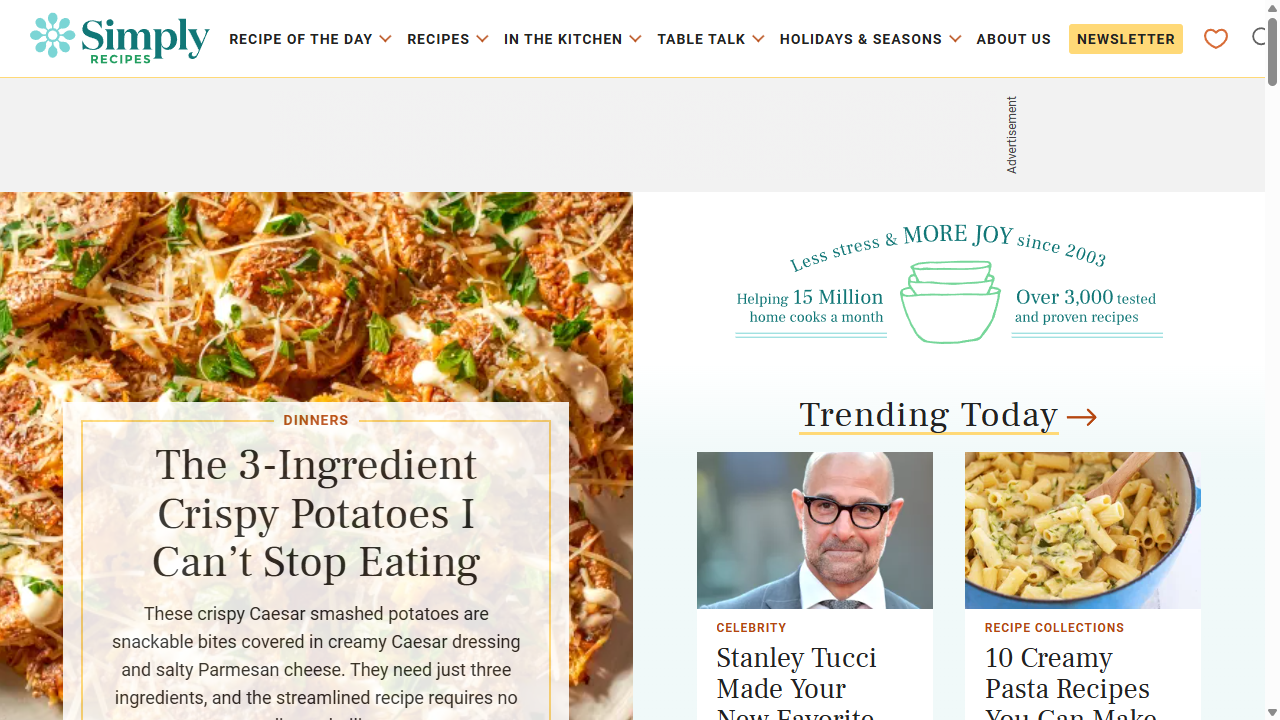 Simply
RECIPES
RECIPE OF THE DAY
RECIPES
IN THE KITCHEN
TABLE TALK
HOLIDAYS & SEASONS
ABOUT US
NEWSLETTER
Advertisement
Less stress & MORE JOY since 2003
Helping 15 Million
home cooks a month
Over 3,000 tested
and proven recipes
DINNERS
The 3-Ingredient
Crispy Potatoes I
Can’t Stop Eating
These crispy Caesar smashed potatoes are
snackable bites covered in creamy Caesar dressing
and salty Parmesan cheese. They need just three
ingredients, and the streamlined recipe requires no
Trending Today
CELEBRITY
Stanley Tucci
Made Your
New Favorite
RECIPE COLLECTIONS
10 Creamy
Pasta Recipes
You Can Make